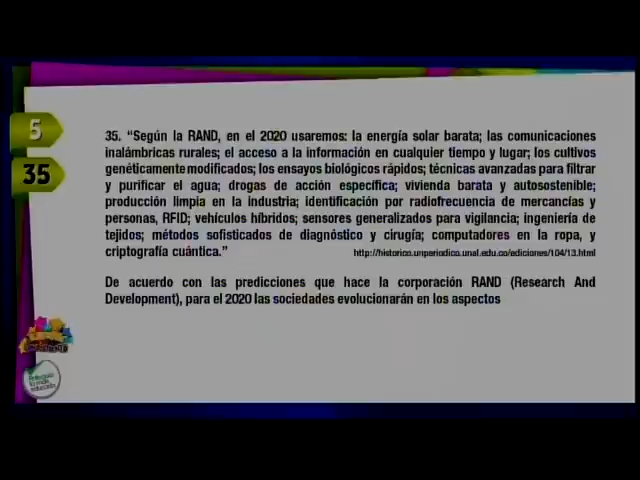 5
35
35. “Según la RAND, en el 2020 usaremos: la energía solar barata; las comunicaciones
inalámbricas rurales; el acceso a la información en cualquier tiempo y lugar; los cultivos
genéticamente modificados; los ensayos biológicos rápidos; técnicas avanzadas para filtrar
y purificar el agua; drogas de acción específica; vivienda barata y autosostenible;
producción limpia en la industria; identificación por radiofrecuencia de mercancías y
personas, RFID; vehículos híbridos; sensores generalizados para vigilancia; ingeniería de
tejidos; métodos sofisticados de diagnóstico y cirugía; computadores en la ropa, y
criptografía cuántica.” http://historico.unperiodico.unal.edu.co/ediciones/104/13.html
De acuerdo con las predicciones que hace la corporación RAND (Research And
Development), para el 2020 las sociedades evolucionarán en los aspectos